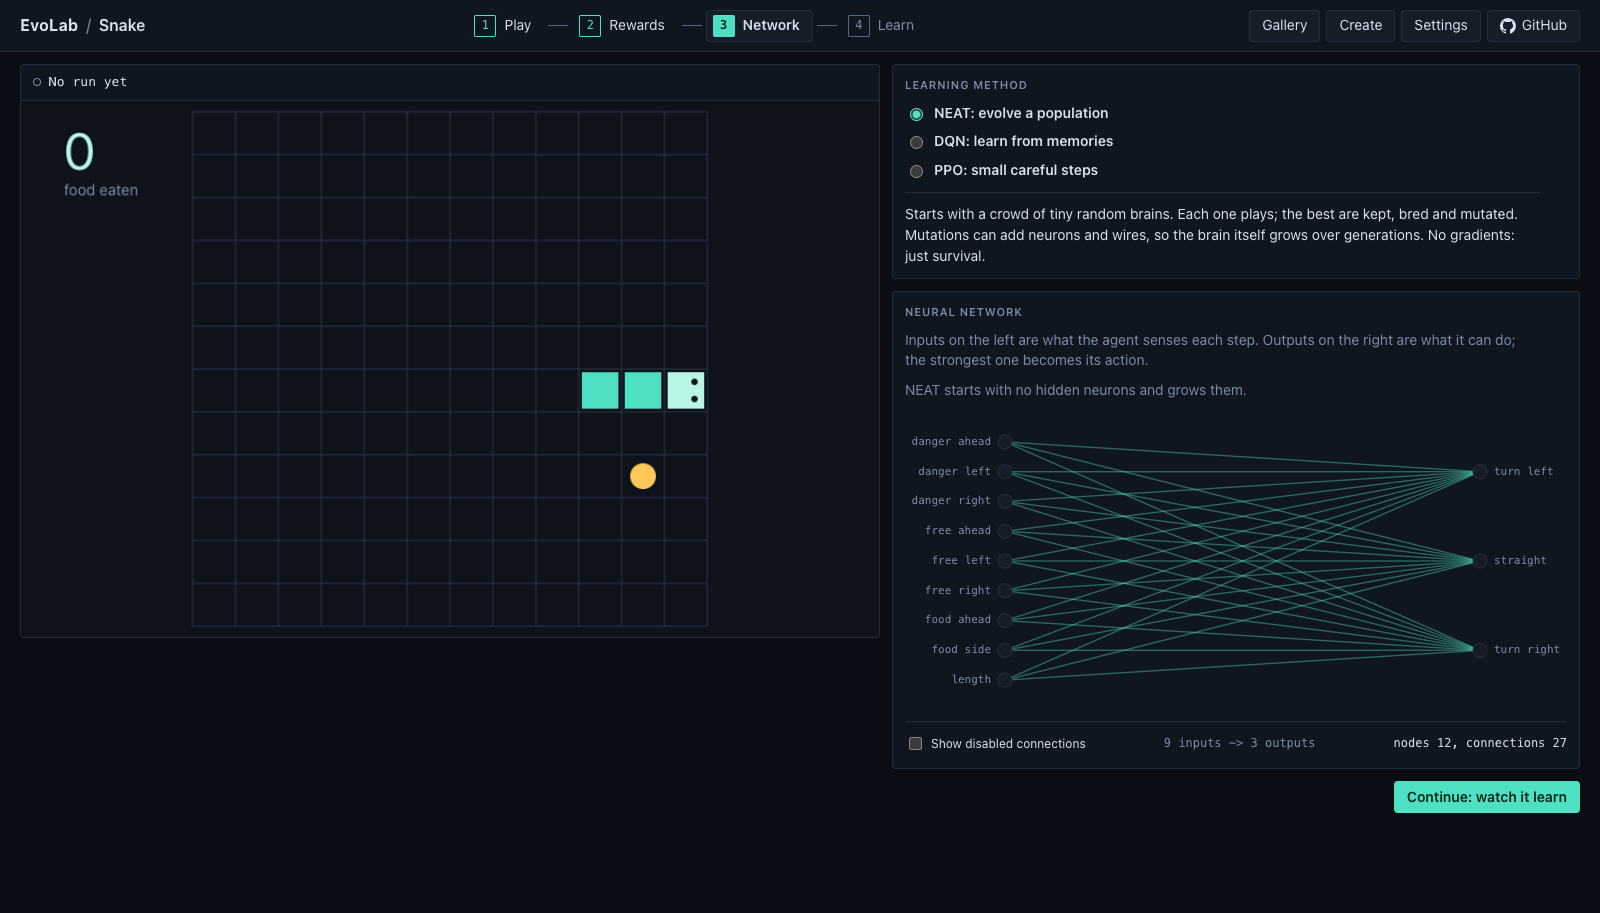 EvoLab / Snake
1 Play
2 Rewards
3 Network
4 Learn
Gallery
Create
Settings
GitHub
No run yet
0
food eaten
LEARNING METHOD
NEAT: evolve a population
DQN: learn from memories
PPO: small careful steps
Starts with a crowd of tiny random brains. Each one plays; the best are kept, bred and mutated.
Mutations can add neurons and wires, so the brain itself grows over generations. No gradients:
just survival.
NEURAL NETWORK
Inputs on the left are what the agent senses each step. Outputs on the right are what it can do;
the strongest one becomes its action.
NEAT starts with no hidden neurons and grows them.
danger ahead
danger left
danger right
free ahead
free left
free right
food ahead
food side
length
turn left
straight
turn right
Show disabled connections
9 inputs -> 3 outputs
nodes 12, connections 27
Continue: watch it learn